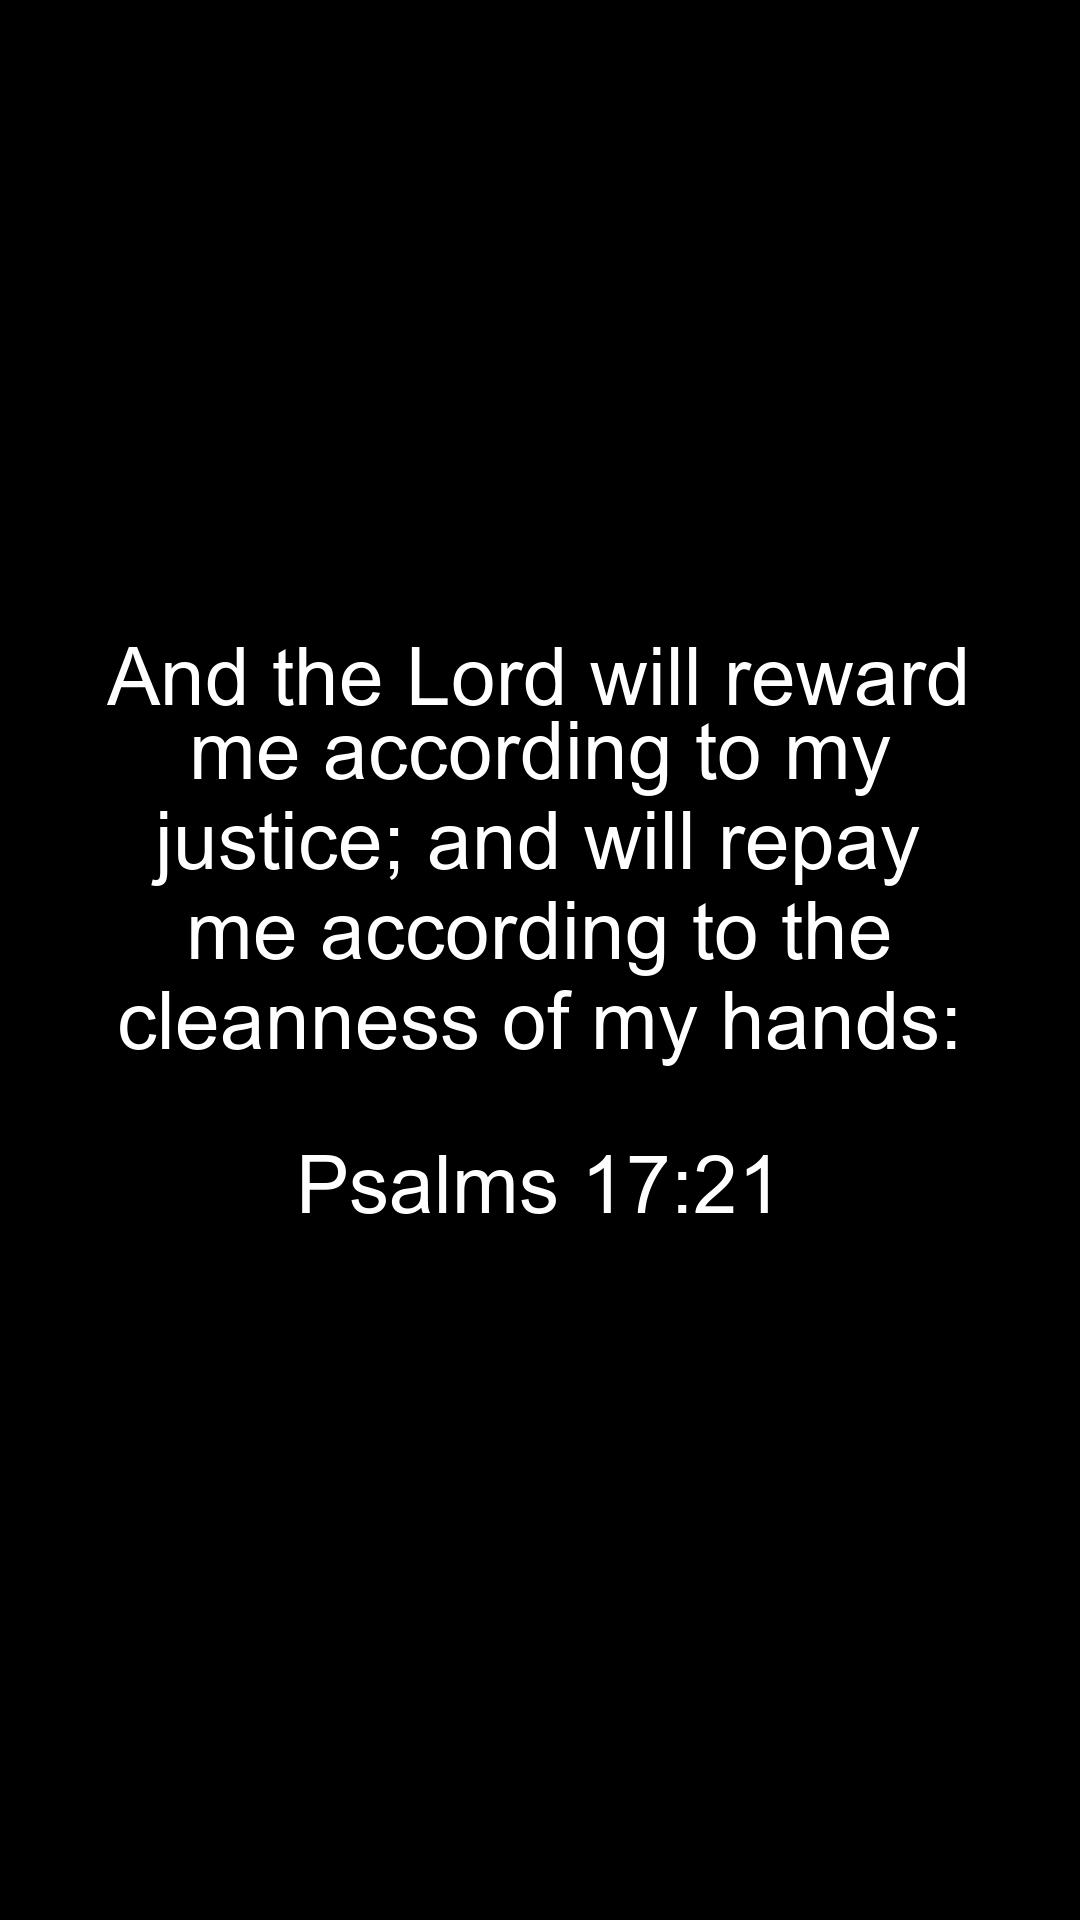 And the Lord will reward
me according to my
justice; and will repay
me according to the
cleanness of my hands:
Psalms 17:21